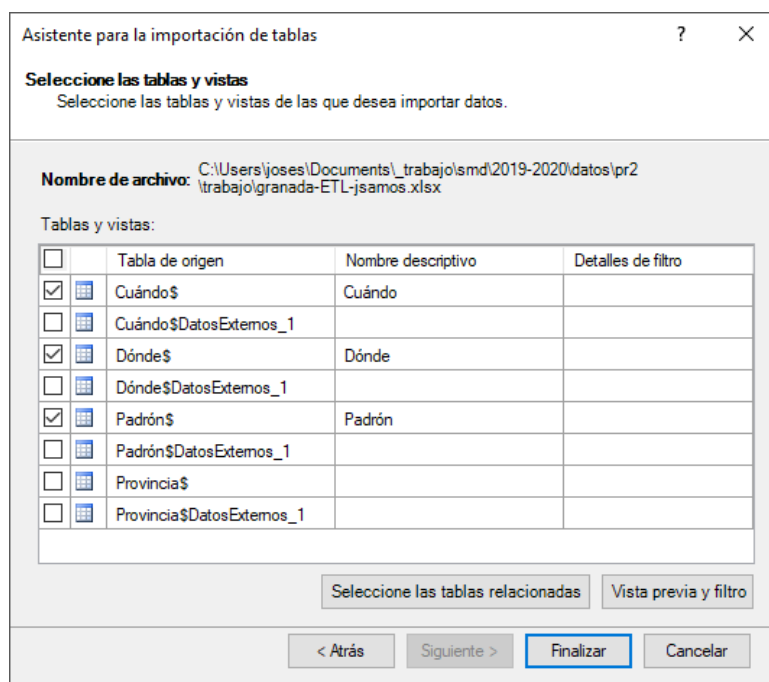 Asistente para la importación de tablas ? ×
Seleccione las tablas y vistas
Seleccione las tablas y vistas de las que desea importar datos.
Nombre de archivo: C:\Users\joses\Documents\_trabajo\smd\2019-2020\datos\pr2
\trabajo\granada-ETL-jsamos.xlsx
Tablas y vistas:
Tabla de origen Nombre descriptivo Detalles de filtro
Cuándo$ Cuándo
Cuándo$DatosExternos_1
Dónde$ Dónde
Dónde$DatosExternos_1
Padrón$ Padrón
Padrón$DatosExternos_1
Provincia$
Provincia$DatosExternos_1
Seleccione las tablas relacionadas Vista previa y filtro
< Atrás Siguiente > Finalizar Cancelar